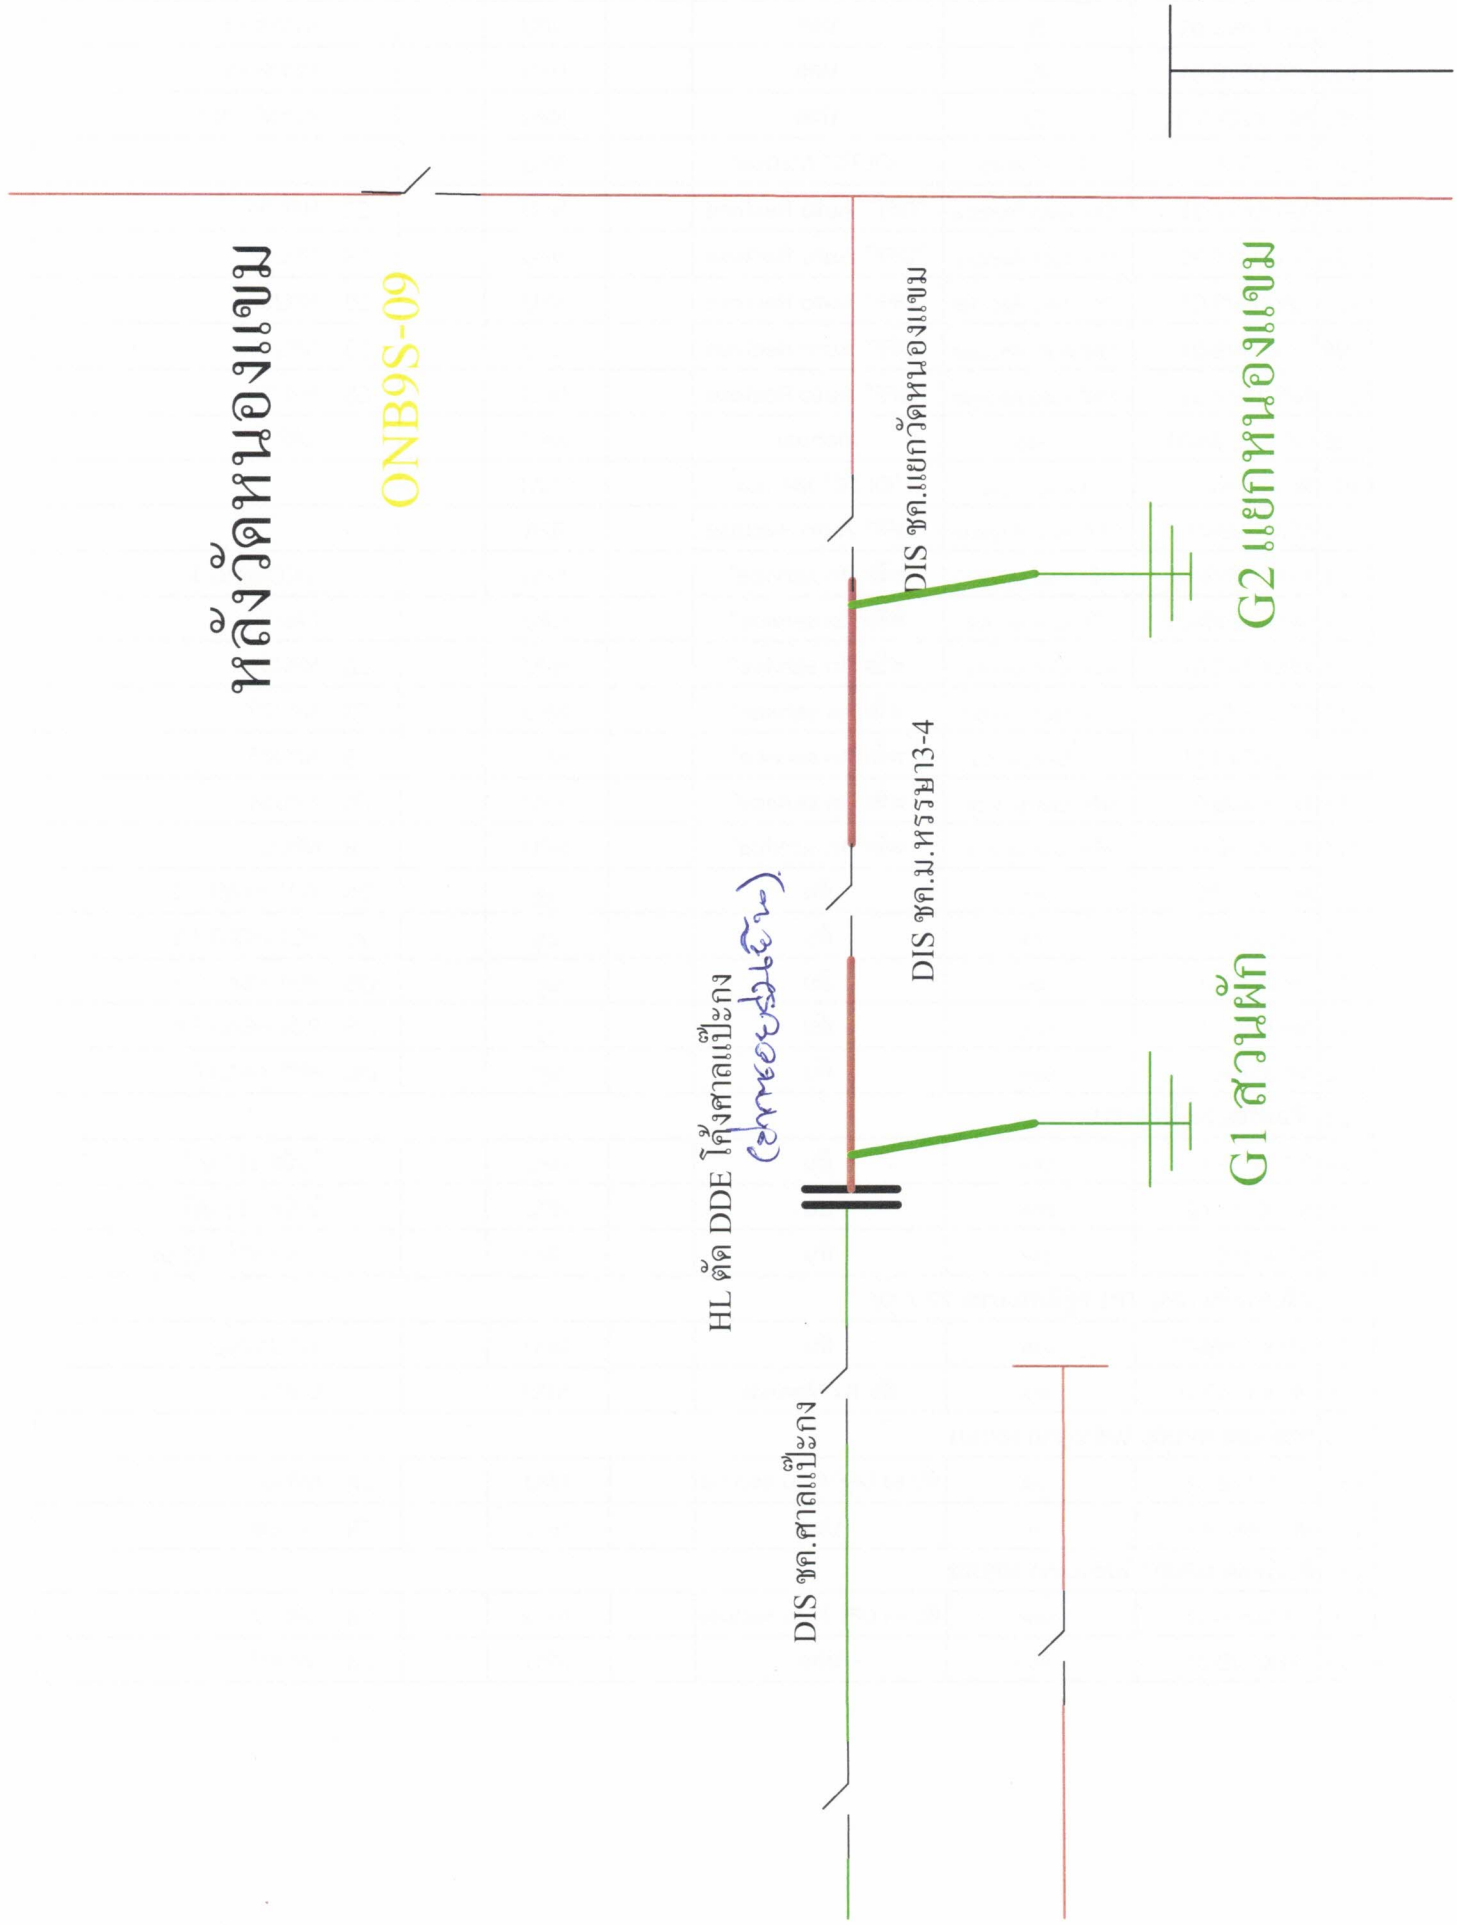 หลังวัดหนองแขม
ONB9S-09
DIS ชค.แยกวัดหนองแขม
G2 แยกหนองแขม
DIS ชค.ม.หรรษา3-4
HL ตัด DDE โค้งศาลแป๊ะกง
G1 สวนผัก
DIS ชค.ศาลแป๊ะกง